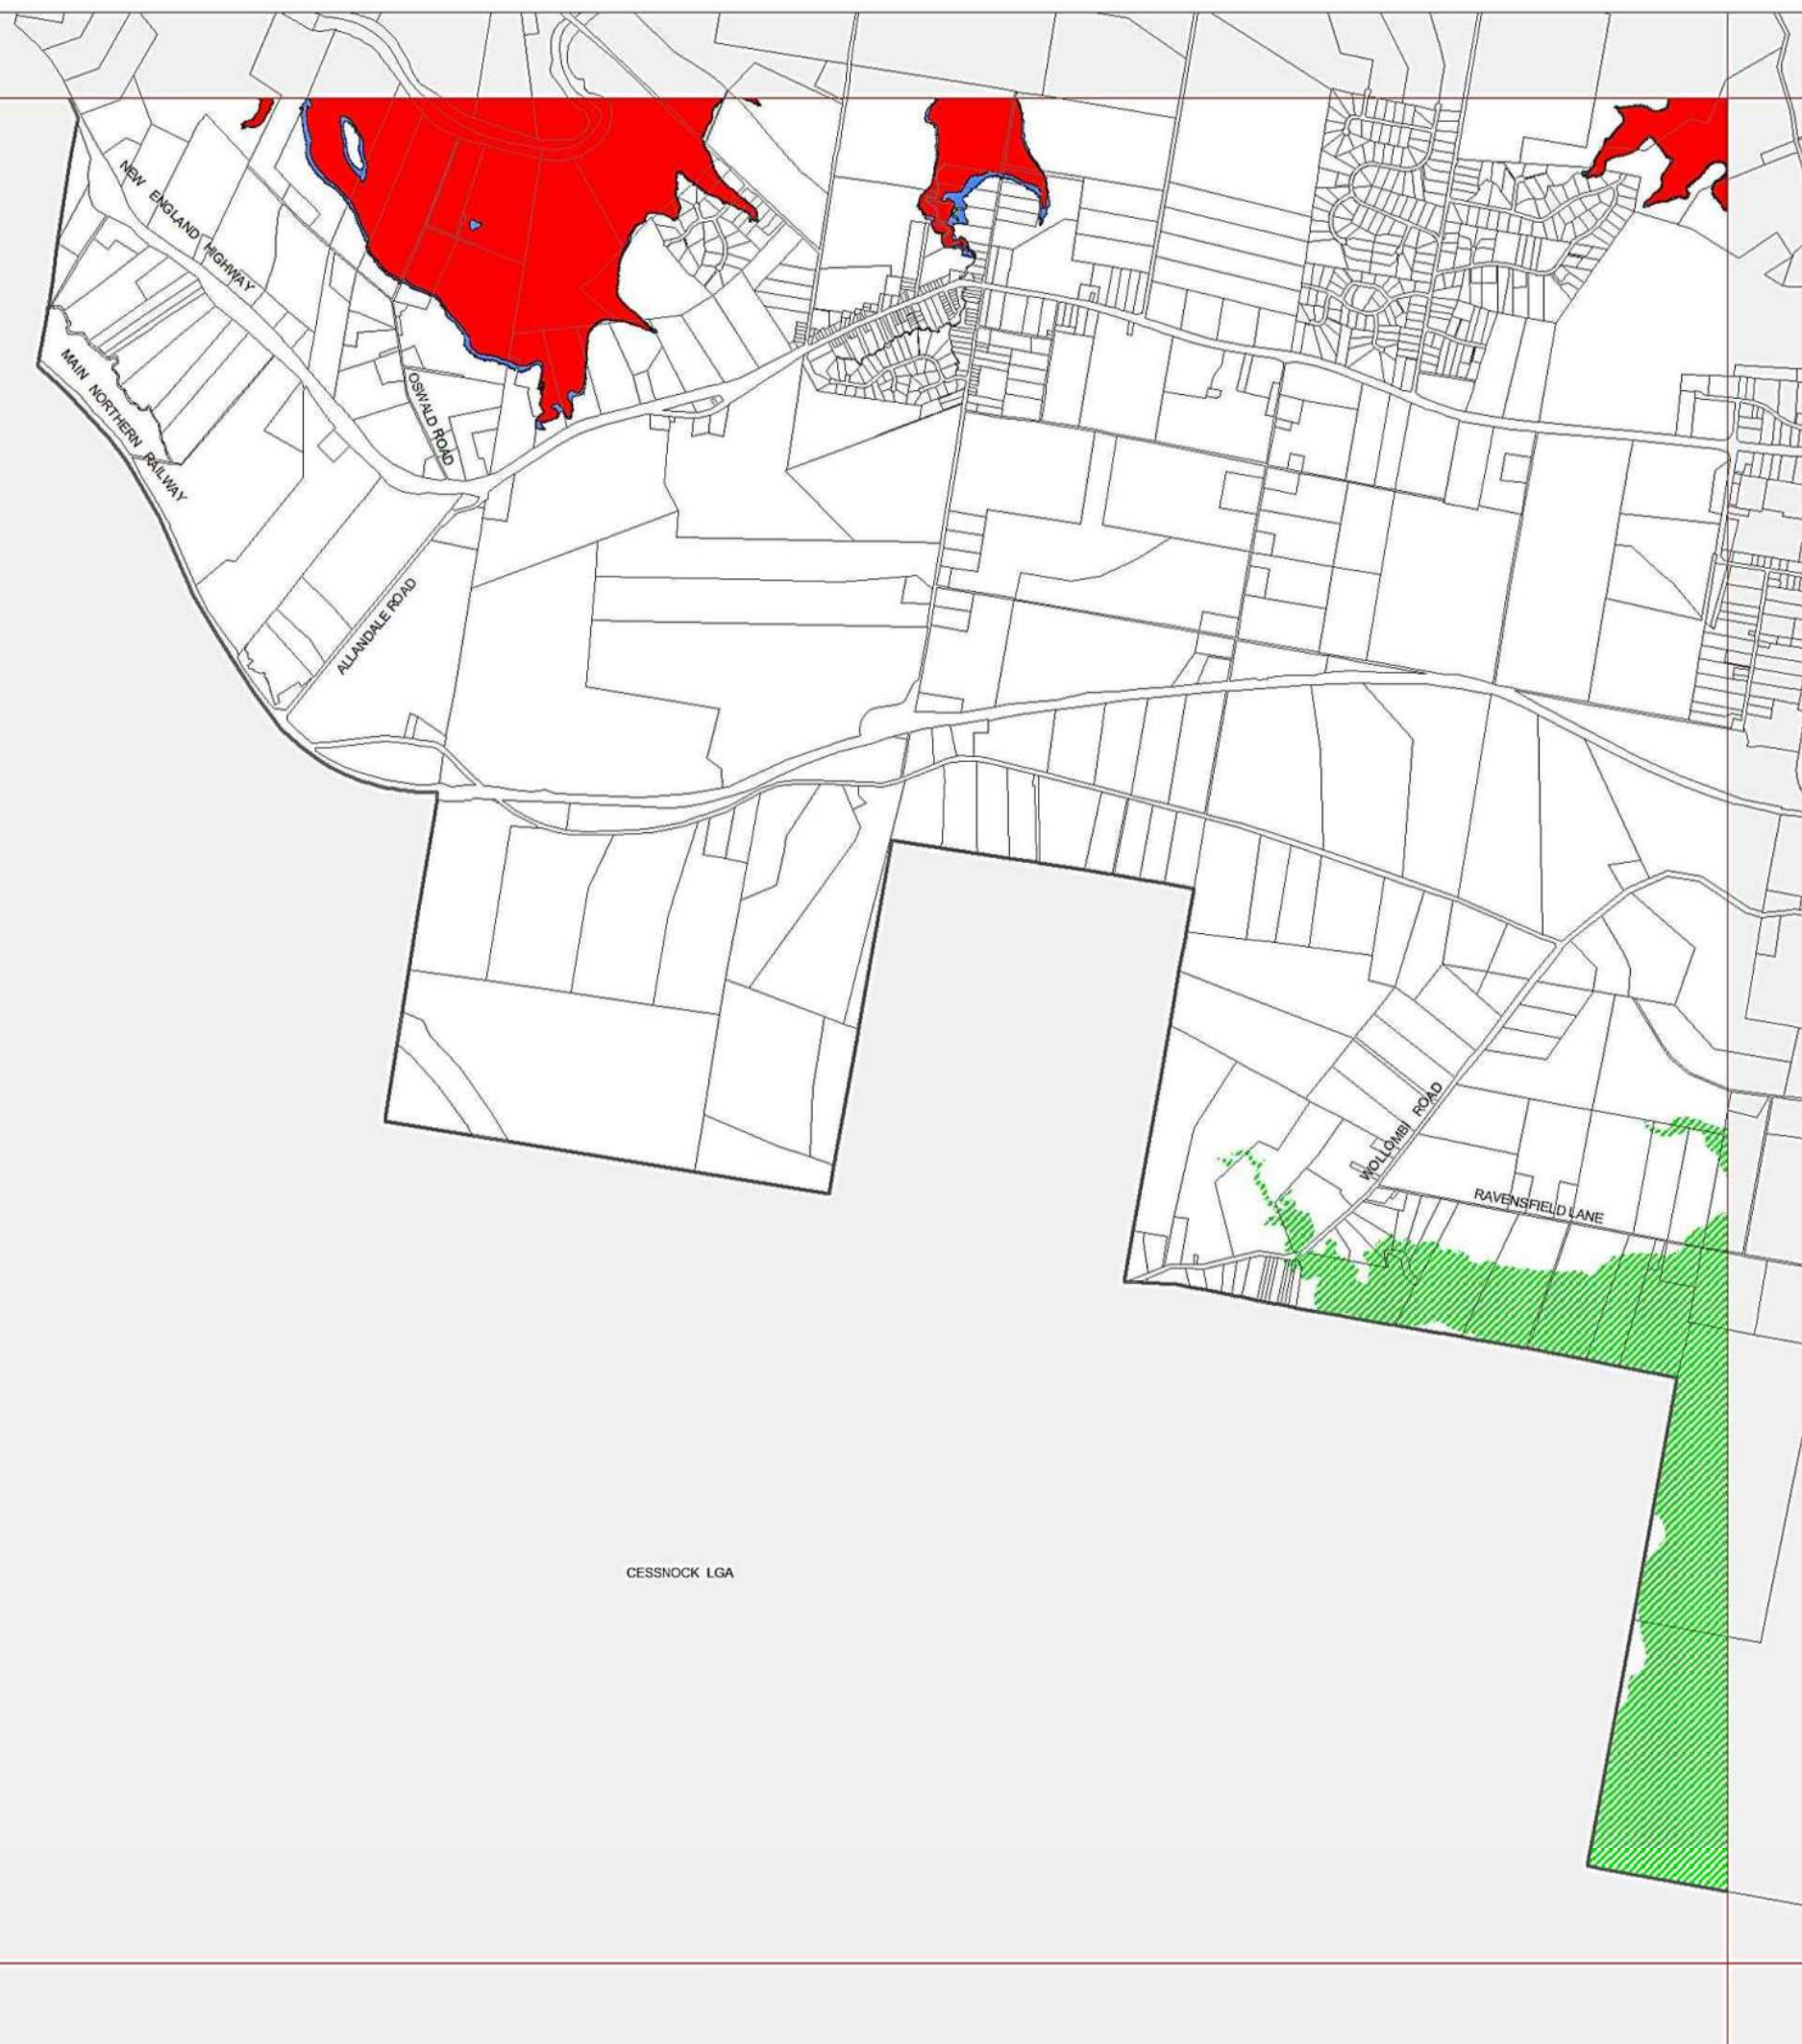 NEW ENGLAND HIGHWAY
MAIN NORTHERN RAILWAY
OSWALD ROAD
ALLANDALE ROAD
WOLLOMBI ROAD
RAVENSFIELD LANE
CESSNOCK LGA